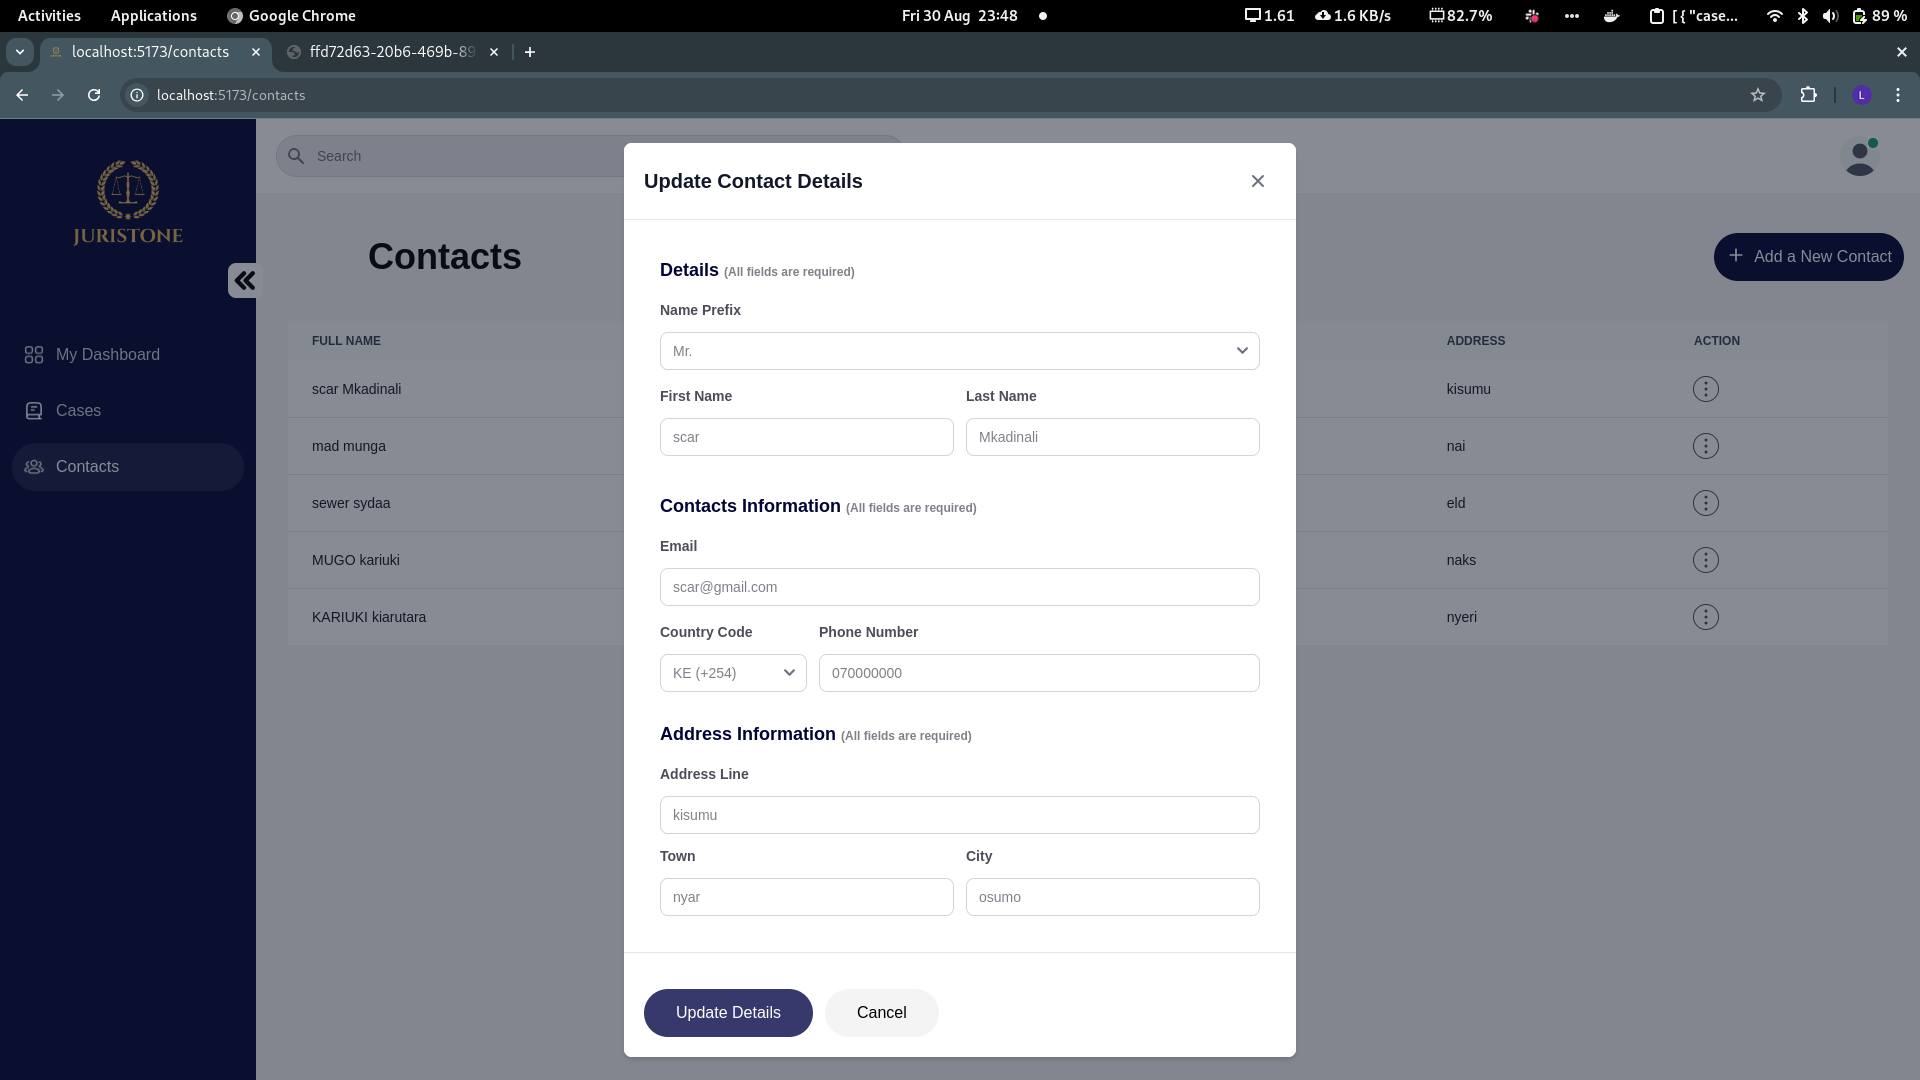 Activities Applications Google Chrome Fri 30 Aug 23:48 1.61 1.6 KB/s 82.7% [ { "case... 89 %
localhost:5173/contacts ffd72d63-20b6-469b-89
localhost:5173/contacts
JURISTONE
My Dashboard
Cases
Contacts
Search
Contacts
Add a New Contact
FULL NAME ADDRESS ACTION
scar Mkadinali kisumu
mad munga nai
sewer sydaa eld
MUGO kariuki naks
KARIUKI kiarutara nyeri
Update Contact Details
Details (All fields are required)
Name Prefix
Mr.
First Name Last Name
scar Mkadinali
Contacts Information (All fields are required)
Email
scar@gmail.com
Country Code Phone Number
KE (+254) 070000000
Address Information (All fields are required)
Address Line
kisumu
Town City
nyar osumo
Update Details Cancel
L